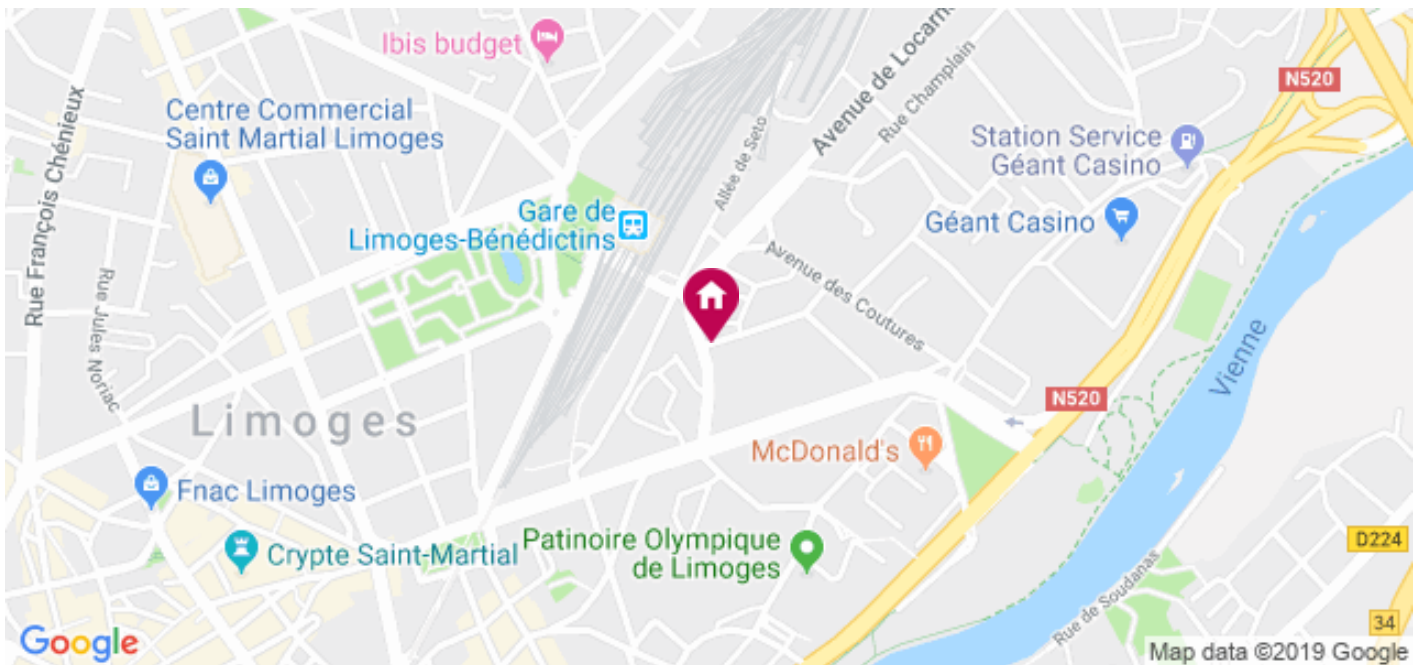 Ibis budget
Avenue de Locarn
Rue Champlain
N520
Centre Commercial
Saint Martial Limoges
Rue François Chénieux
Allée de Seto
Station Service
Géant Casino
Gare de
Limoges-Bénédictins
Géant Casino
Avenue des Coutures
Rue Jules Noriac
Vienne
Limoges
N520
McDonald's
Fnac Limoges
Crypte Saint-Martial
Patinoire Olympique
de Limoges
D224
Rue de Soudanas
34
Google
Map data ©2019 Google